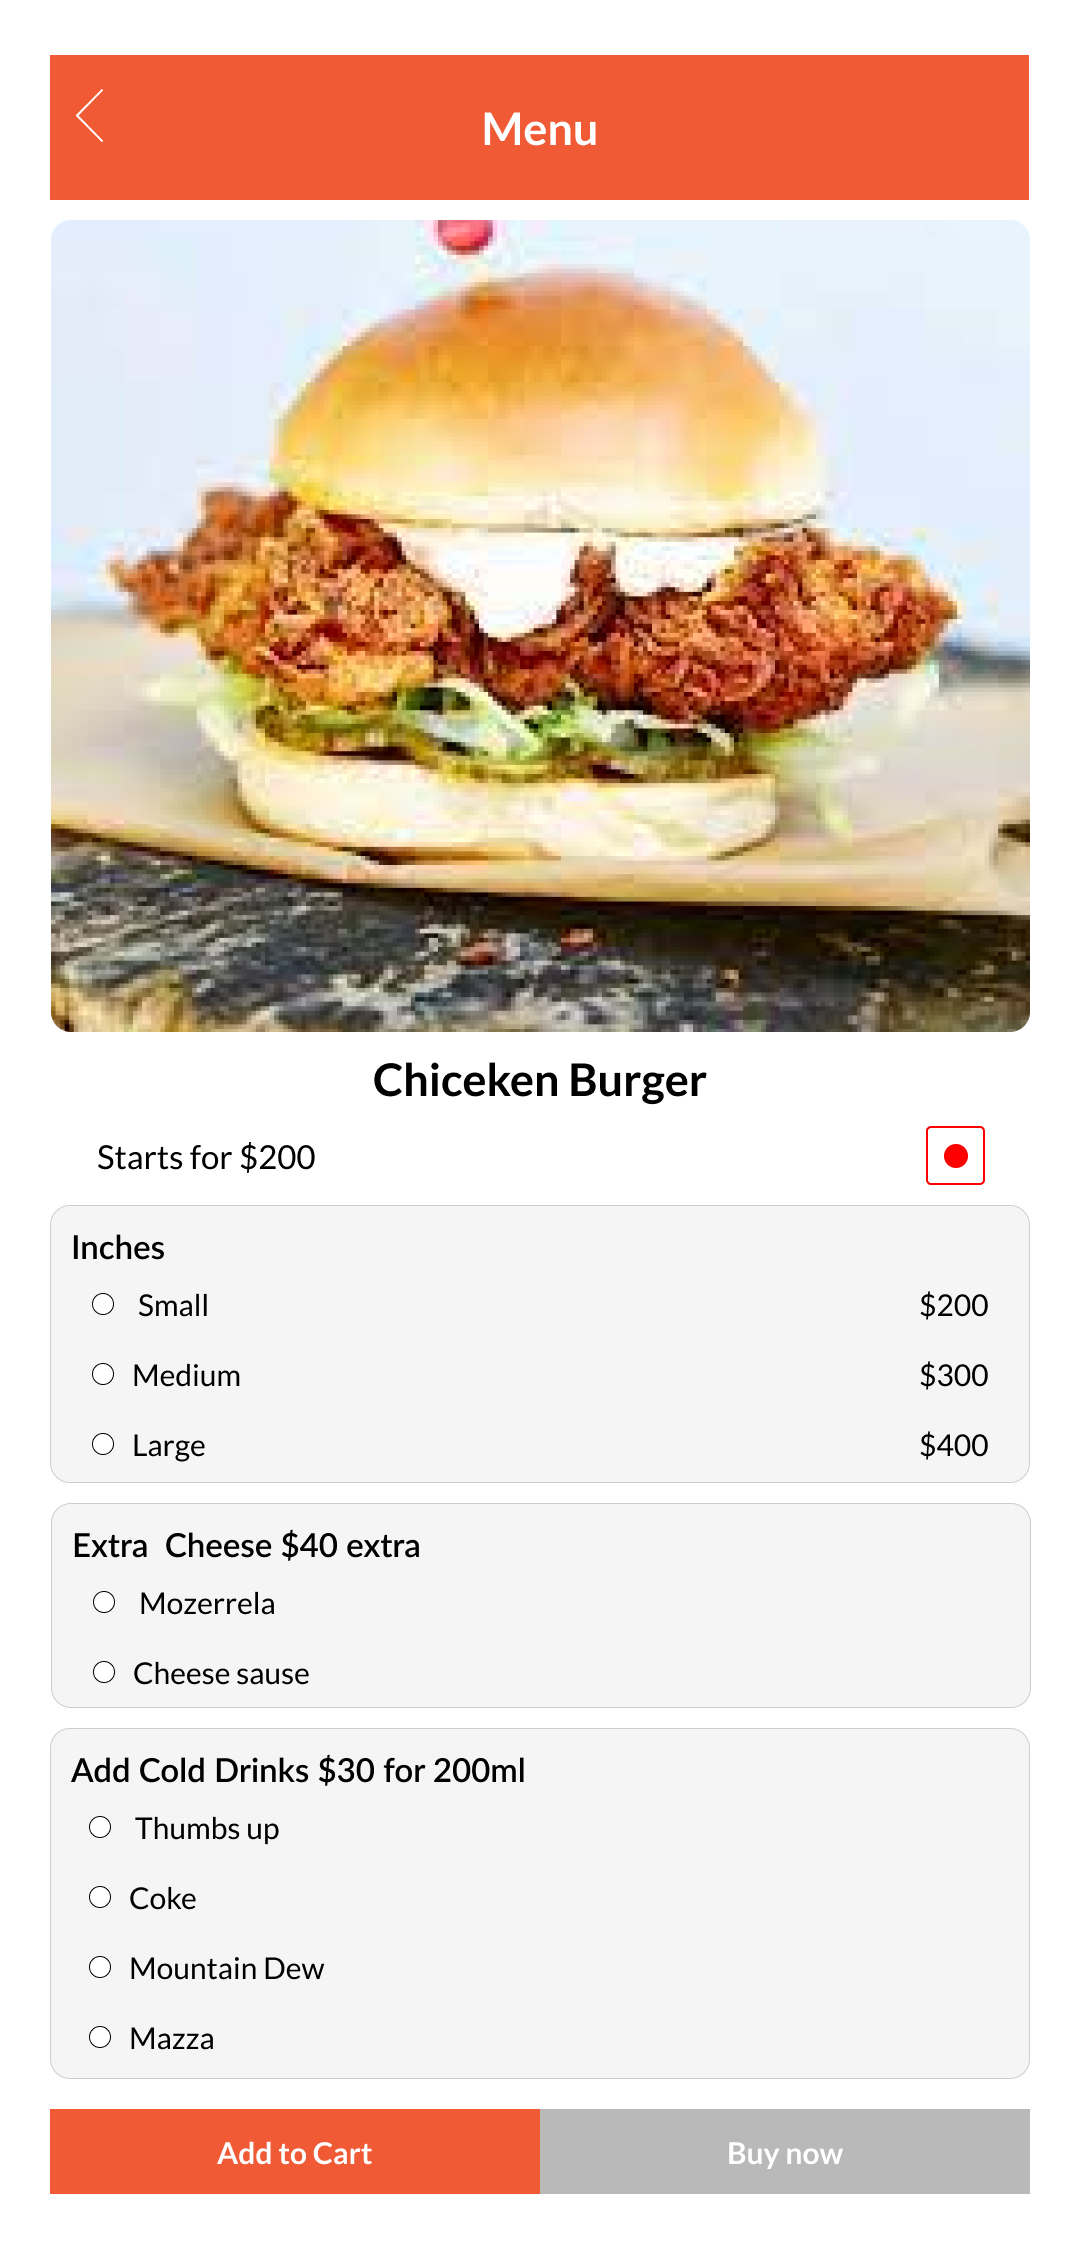 Menu
Chiceken Burger
Starts for $200
Inches
Small $200
Medium $300
Large $400
Extra  Cheese $40 extra
Mozerrela
Cheese sause
Add Cold Drinks $30 for 200ml
Thumbs up
Coke
Mountain Dew
Mazza
Add to Cart Buy now